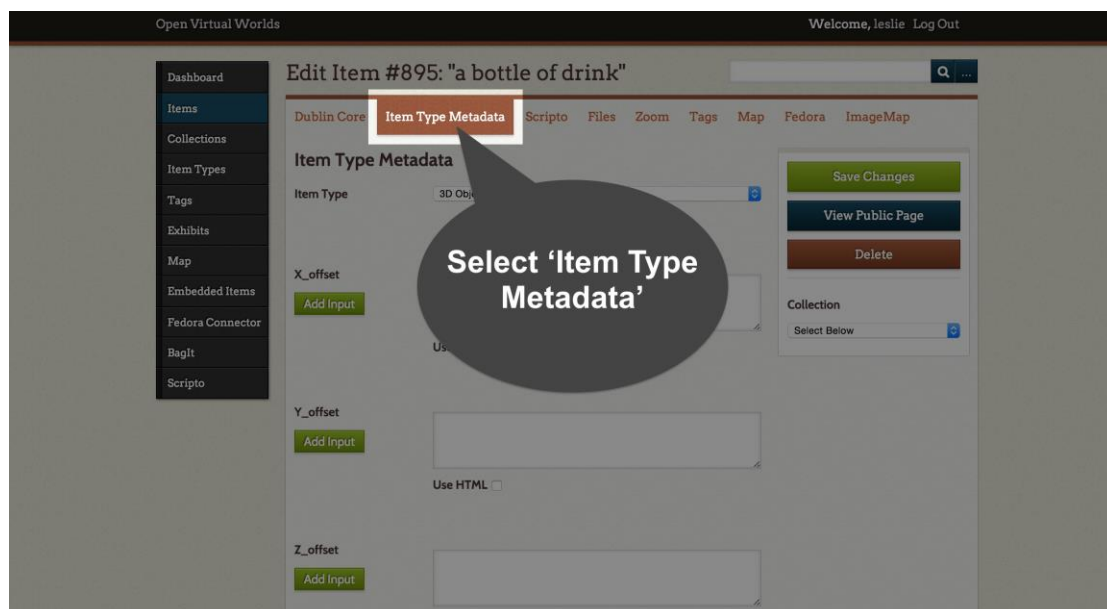 Open Virtual Worlds
Welcome, leslie Log Out
Edit Item #895: "a bottle of drink"
...
Dashboard
Items
Collections
Item Types
Tags
Exhibits
Map
Embedded Items
Fedora Connector
BagIt
Scripto
Dublin Core Item Type Metadata Scripto Files Zoom Tags Map Fedora ImageMap
Item Type Metadata
Item Type
3D Obj
Select ‘Item Type
Metadata’
X_offset
Add Input
Us
Y_offset
Add Input
Use HTML
Z_offset
Add Input
Save Changes
View Public Page
Delete
Collection
Select Below